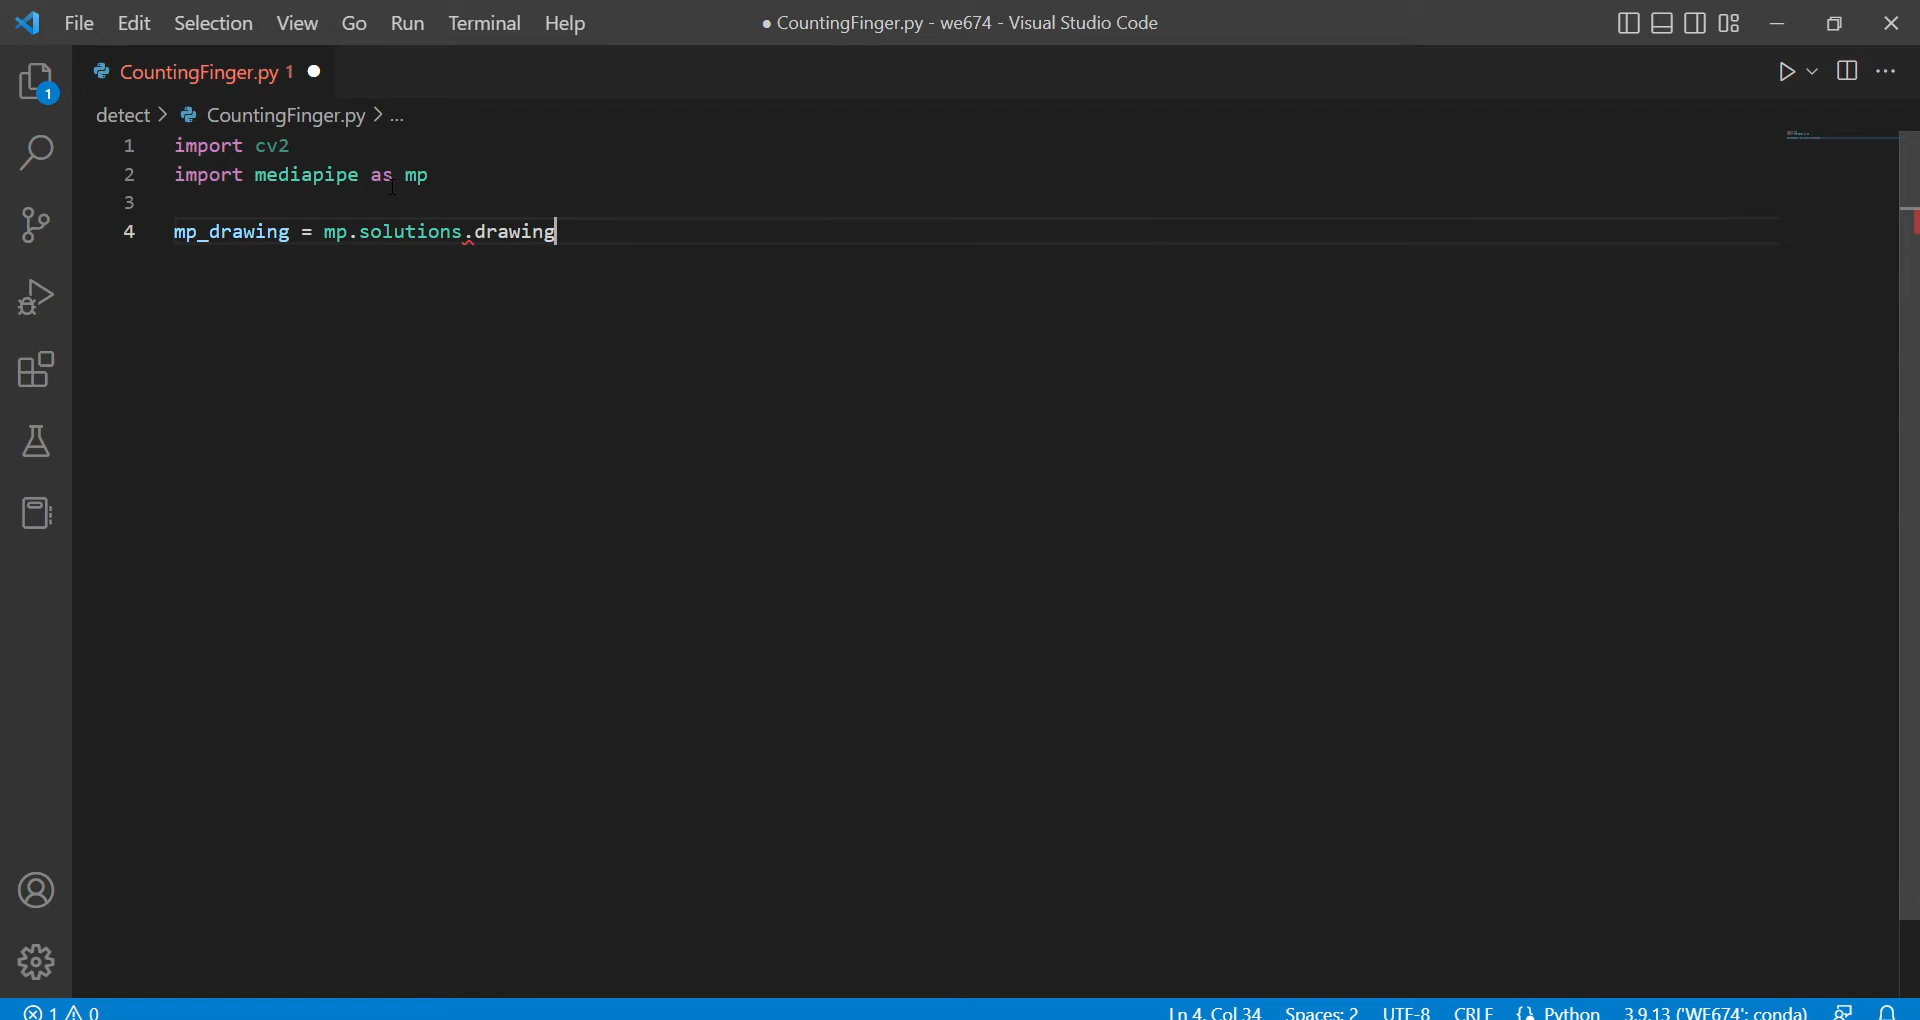 File Edit Selection View Go Run Terminal Help
● CountingFinger.py - we674 - Visual Studio Code
CountingFinger.py 1 ●
detect > CountingFinger.py > ...
1 import cv2
2 import mediapipe as mp
3
4 mp_drawing = mp.solutions.drawing
1
1 0 Ln 4, Col 34 Spaces: 2 UTF-8 CRLF Python 3.9.13 ('WE674': conda)